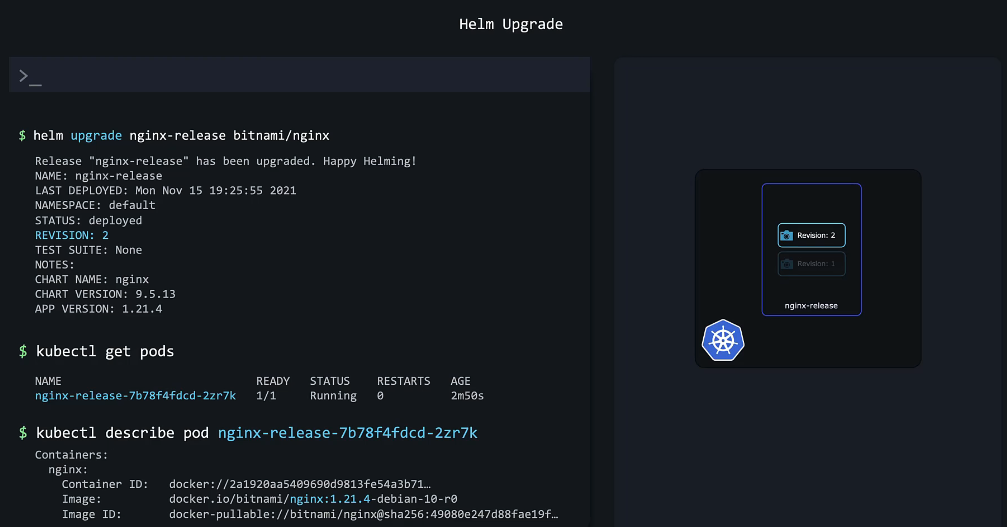 Helm Upgrade
>_
$ helm upgrade nginx-release bitnami/nginx
Release "nginx-release" has been upgraded. Happy Helming!
NAME: nginx-release
LAST DEPLOYED: Mon Nov 15 19:25:55 2021
NAMESPACE: default
STATUS: deployed
REVISION: 2
TEST SUITE: None
NOTES:
CHART NAME: nginx
CHART VERSION: 9.5.13
APP VERSION: 1.21.4
$ kubectl get pods
NAME READY STATUS RESTARTS AGE
nginx-release-7b78f4fdcd-2zr7k 1/1 Running 0 2m50s
$ kubectl describe pod nginx-release-7b78f4fdcd-2zr7k
Containers:
nginx:
Container ID: docker://2a1920aa5409690d9813fe54a3b71…
Image: docker.io/bitnami/nginx:1.21.4-debian-10-r0
Image ID: docker-pullable://bitnami/nginx@sha256:49080e247d88fae19f…
Revision: 2
Revision: 1
nginx-release